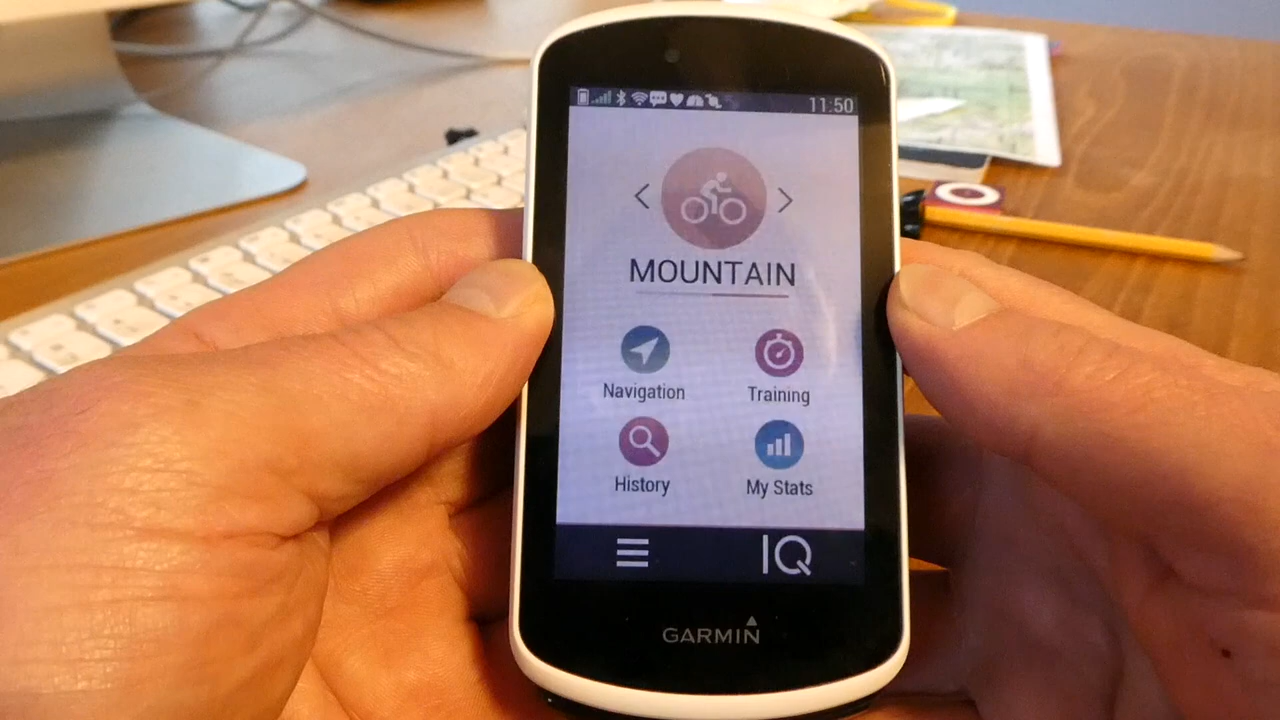 11:50
MOUNTAIN
Navigation Training
History My Stats
IQ
GARMIN